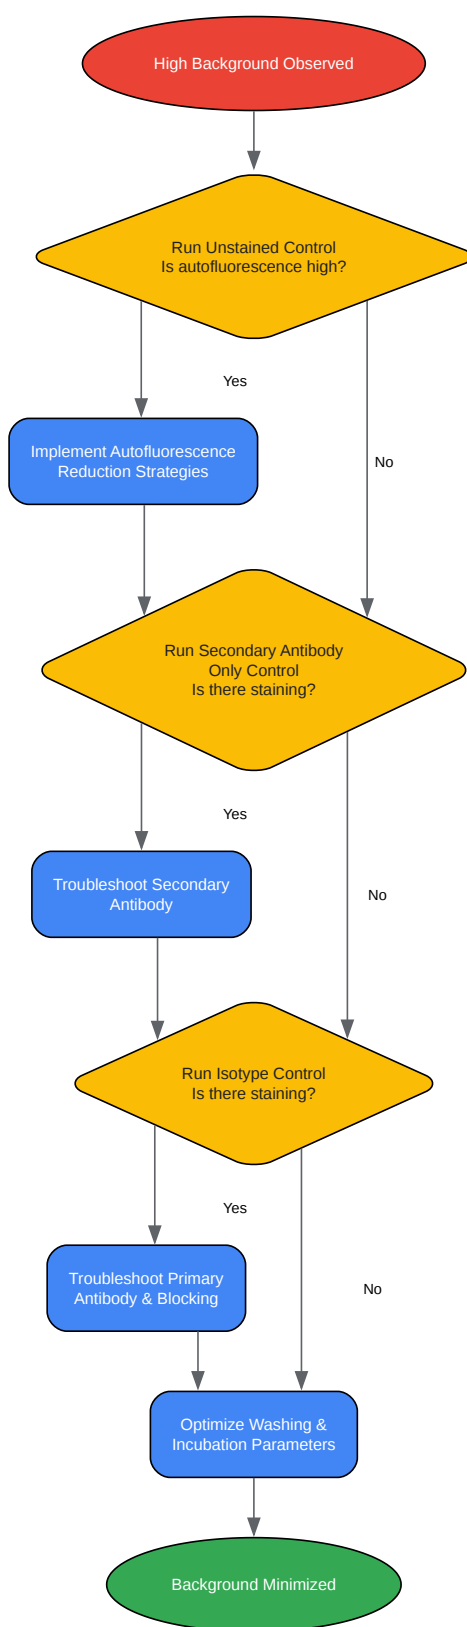 High Background Observed
Run Unstained Control
Is autofluorescence high?
Yes
Implement Autofluorescence
Reduction Strategies
No
Run Secondary Antibody
Only Control
Is there staining?
Yes
Troubleshoot Secondary
Antibody
No
Run Isotype Control
Is there staining?
Yes
Troubleshoot Primary
Antibody & Blocking
No
Optimize Washing &
Incubation Parameters
Background Minimized